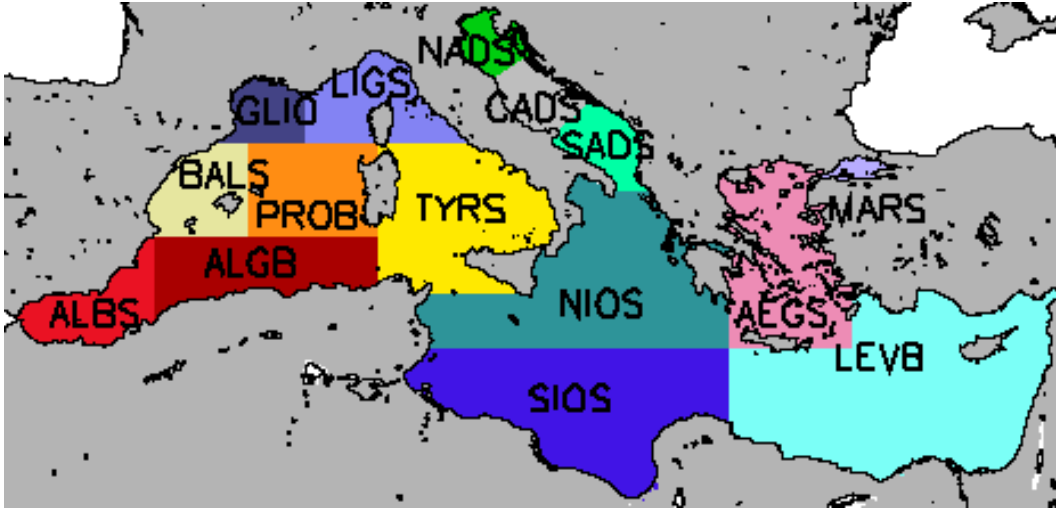 NADS
LIGS
GLIO
CADS
SADS
BALS
PROB
TYRS
MARS
ALGB
ALBS
NIOS
AEGS
LEVB
SIOS